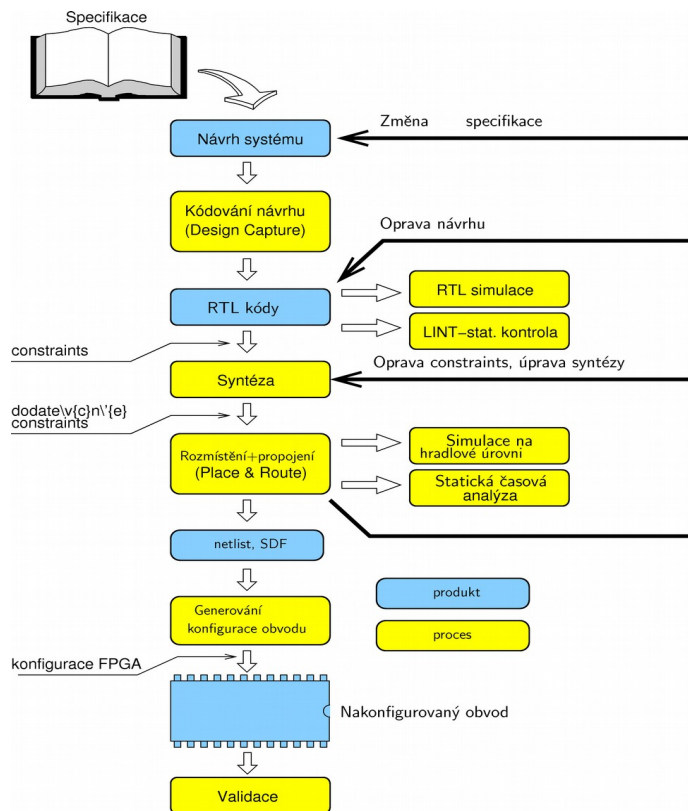 Specifikace
Návrh systému
Změna specifikace
Kódování návrhu
(Design Capture)
Oprava návrhu
RTL kódy
RTL simulace
LINT–stat. kontrola
constraints
Oprava constraints, úprava syntézy
Syntéza
dodate\v{c}n\'{e}
constraints
Rozmístění+propojení
(Place & Route)
Simulace na
hradlové úrovni
Statická časová
analýza
netlist, SDF
Generování
konfigurace obvodu
produkt
proces
konfigurace FPGA
Nakonfigurovaný obvod
Validace